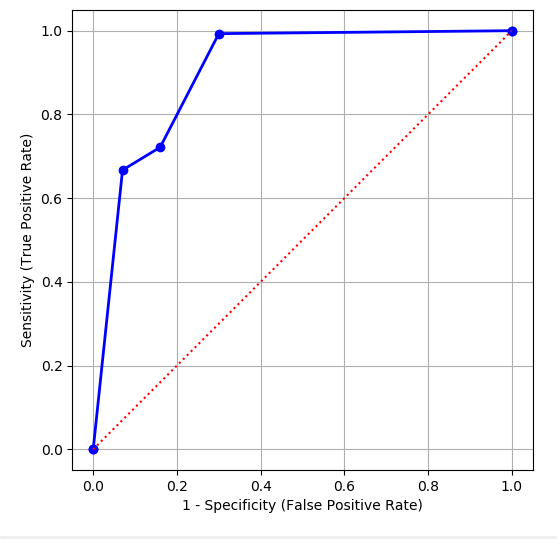 1.0
0.8
0.6
0.4
0.2
0.0
Sensitivity (True Positive Rate)
0.0 0.2 0.4 0.6 0.8 1.0
1 - Specificity (False Positive Rate)